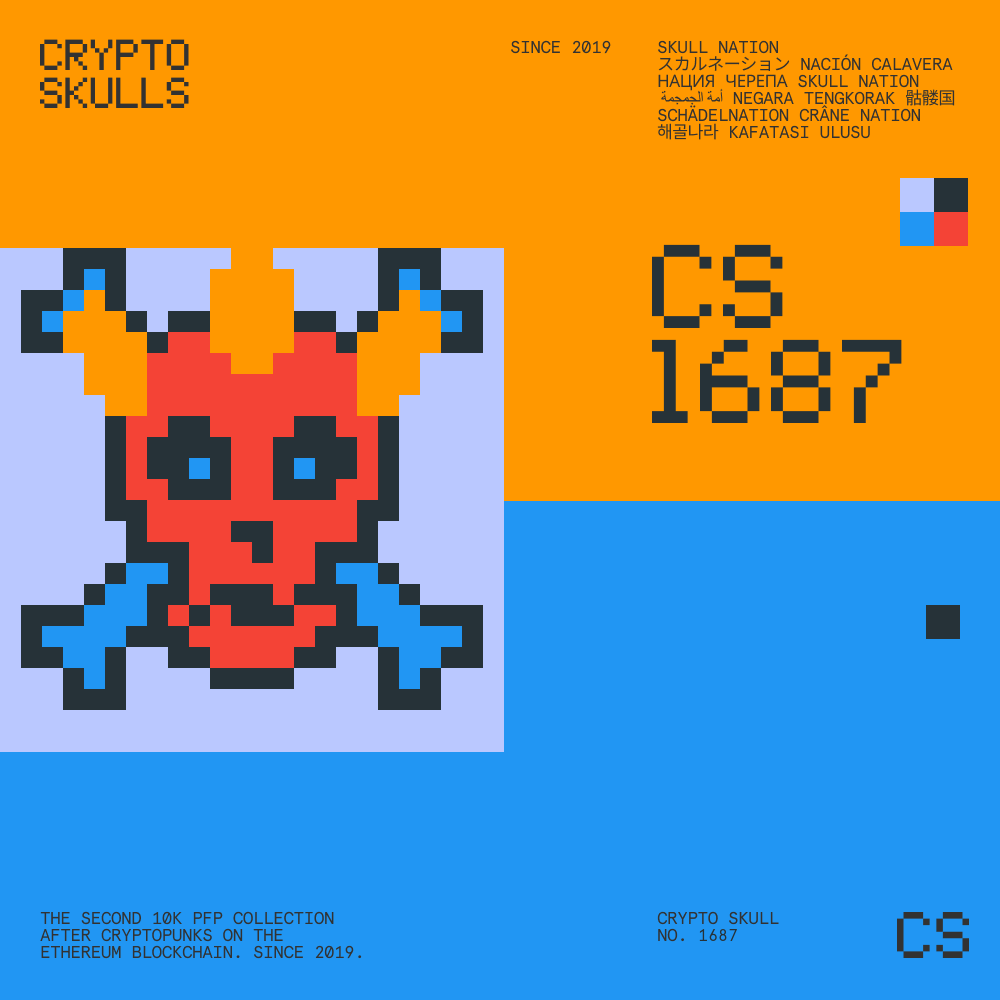 CRYPTO
SKULLS
SINCE 2019
SKULL NATION
スカルネーション NACIÓN CALAVERA
НАЦИЯ ЧЕРЕПА SKULL NATION
أمة الجمجمة NEGARA TENGKORAK 骷髅国
SCHÄDELNATION CRÂNE NATION
해골나라 KAFATASI ULUSU
CS
1687
THE SECOND 10K PFP COLLECTION
AFTER CRYPTOPUNKS ON THE
ETHEREUM BLOCKCHAIN. SINCE 2019.
CRYPTO SKULL
NO. 1687
CS